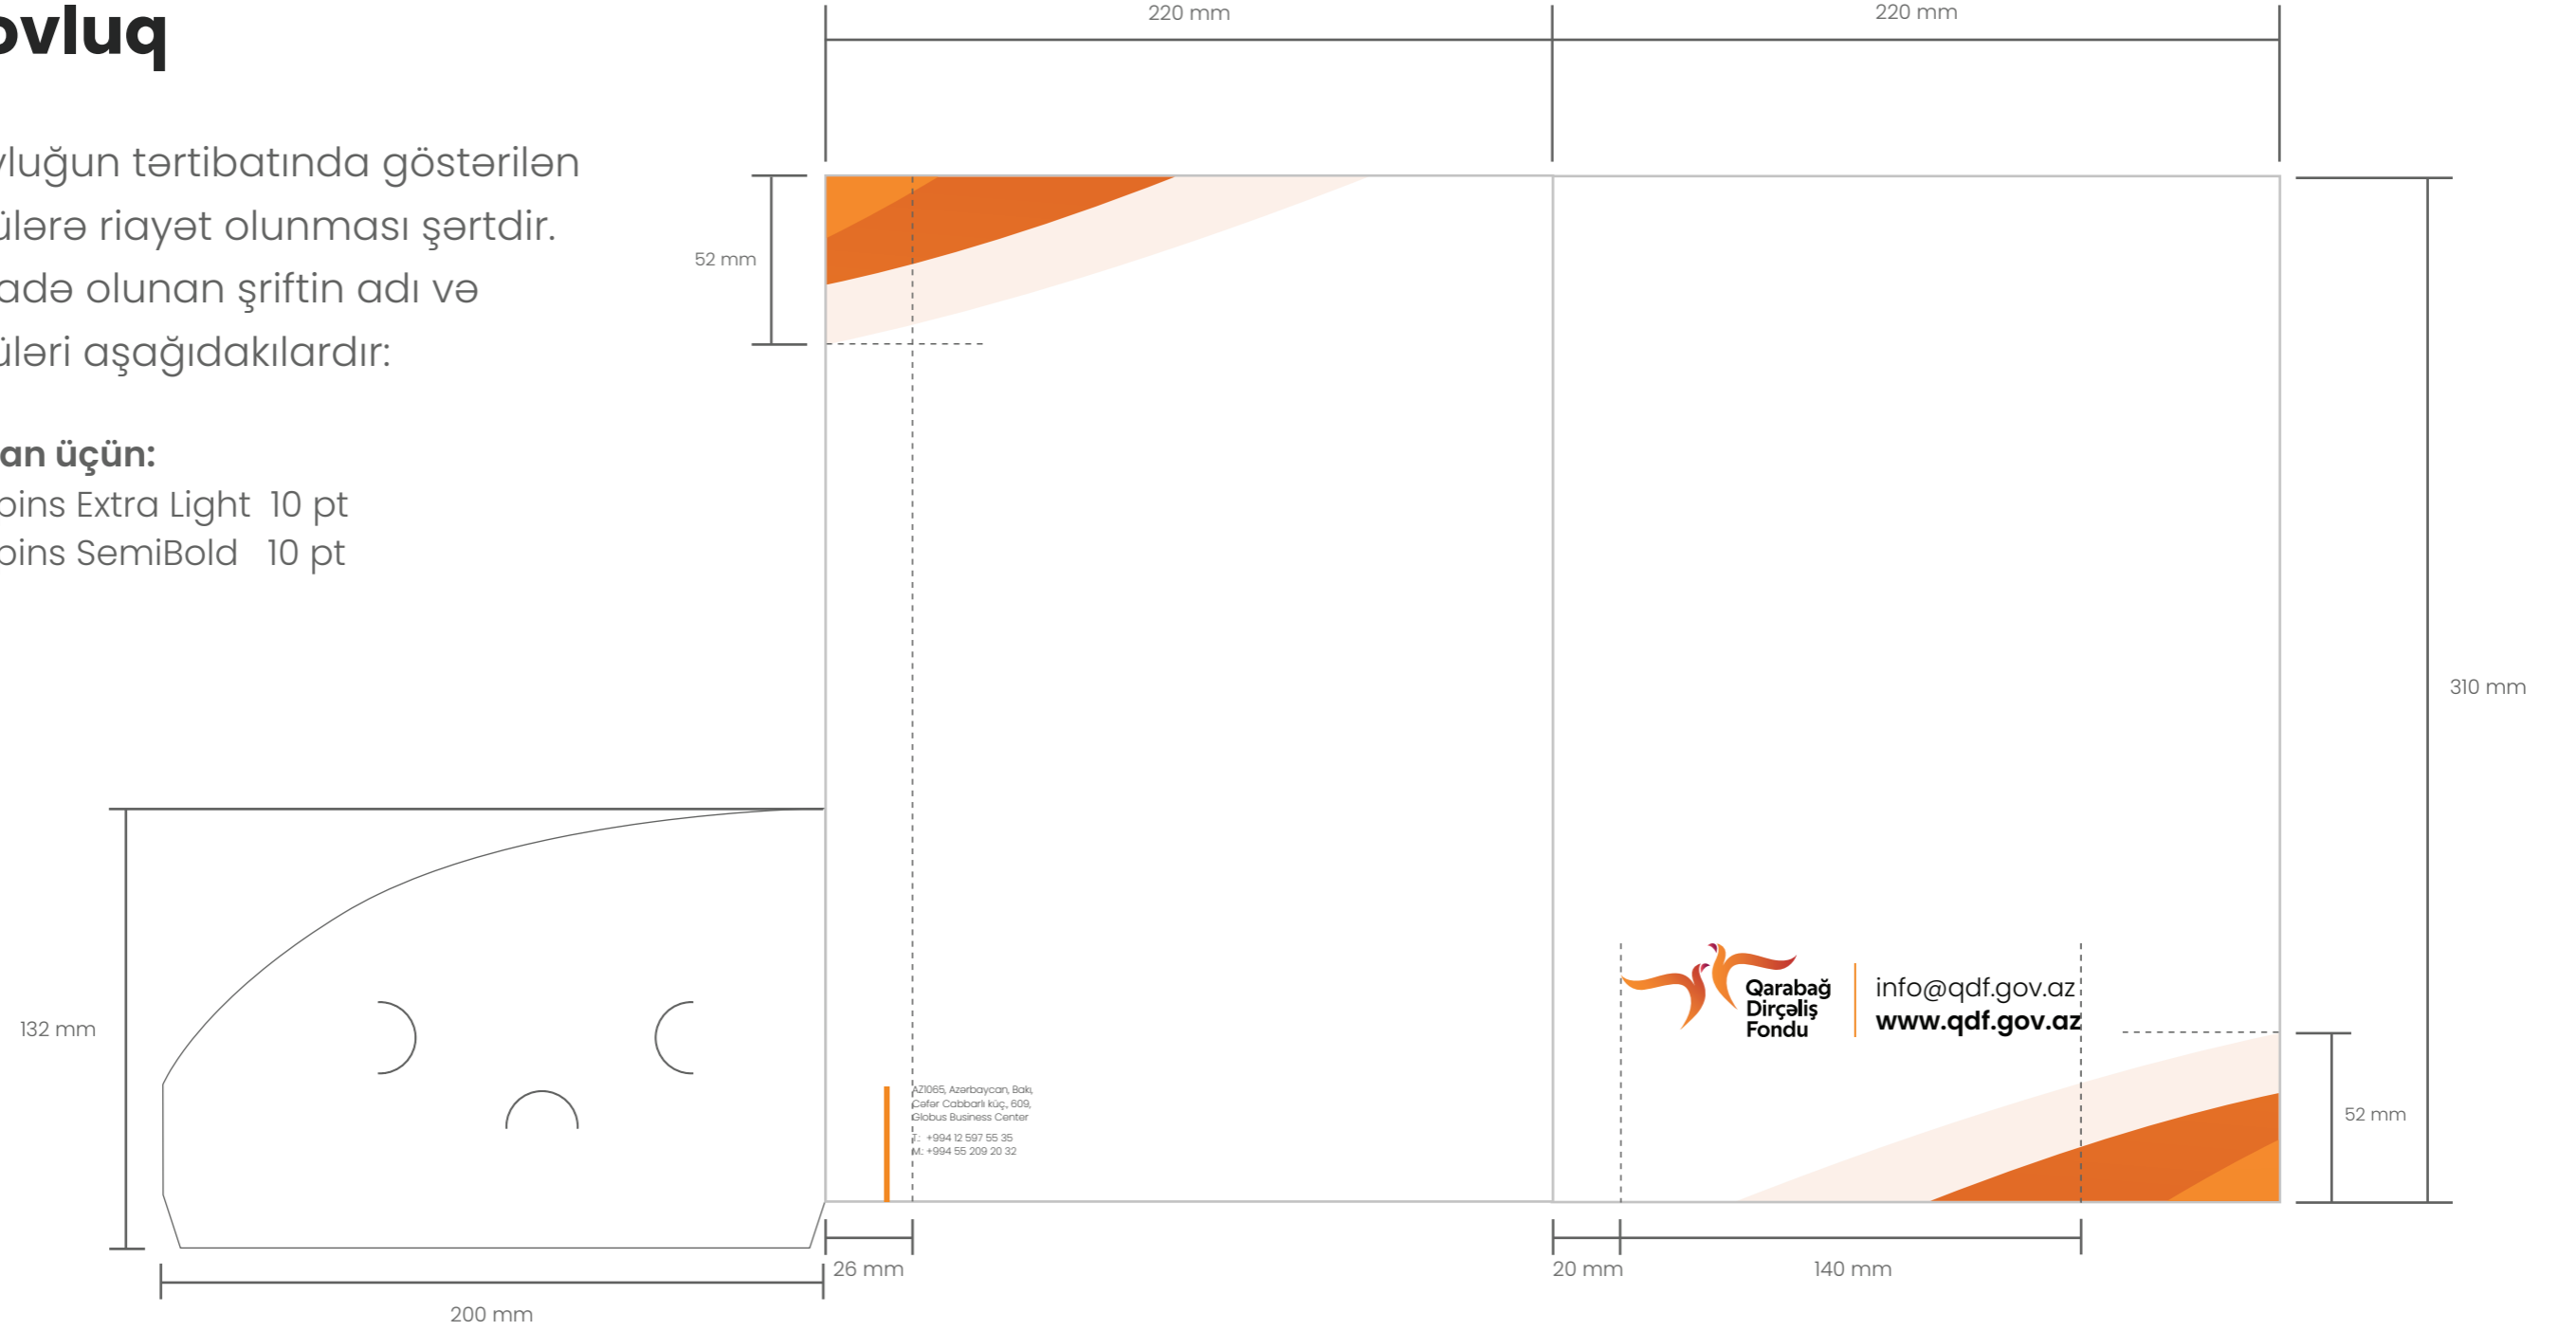 ovluq
vluğun tərtibatında göstərilən
ülərə riayət olunması şərtdir.
adə olunan şriftin adı və
üləri aşağıdakılardır:
an üçün:
pins Extra Light 10 pt
pins SemiBold 10 pt
220 mm
220 mm
52 mm
310 mm
132 mm
200 mm
AZ1065, Azərbaycan, Bakı,
Cəfər Cabbarlı küç., 609,
Globus Business Center
T.: +994 12 597 55 35
M.: +994 55 209 20 32
Qarabağ
Dirçəliş
Fondu
info@qdf.gov.az
www.qdf.gov.az
52 mm
26 mm
20 mm
140 mm